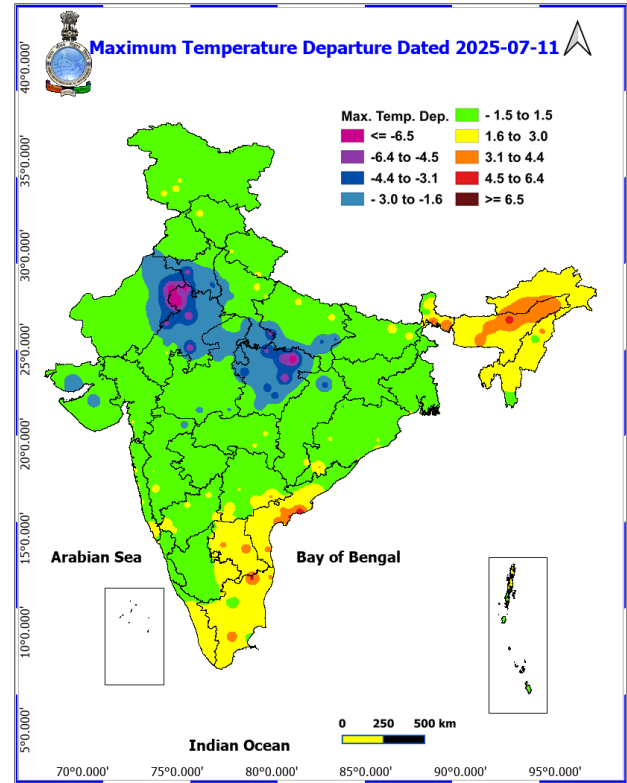 Maximum Temperature Departure Dated 2025-07-11
Max. Temp. Dep.
<= -6.5
-6.4 to -4.5
-4.4 to -3.1
- 3.0 to -1.6
- 1.5 to 1.5
1.6 to 3.0
3.1 to 4.4
4.5 to 6.4
>= 6.5
40°0.000'
35°0.000'
30°0.000'
25°0.000'
20°0.000'
15°0.000'
10°0.000'
5°0.000'
Arabian Sea
Bay of Bengal
Indian Ocean
0 250 500 km
70°0.000' 75°0.000' 80°0.000' 85°0.000' 90°0.000' 95°0.000'